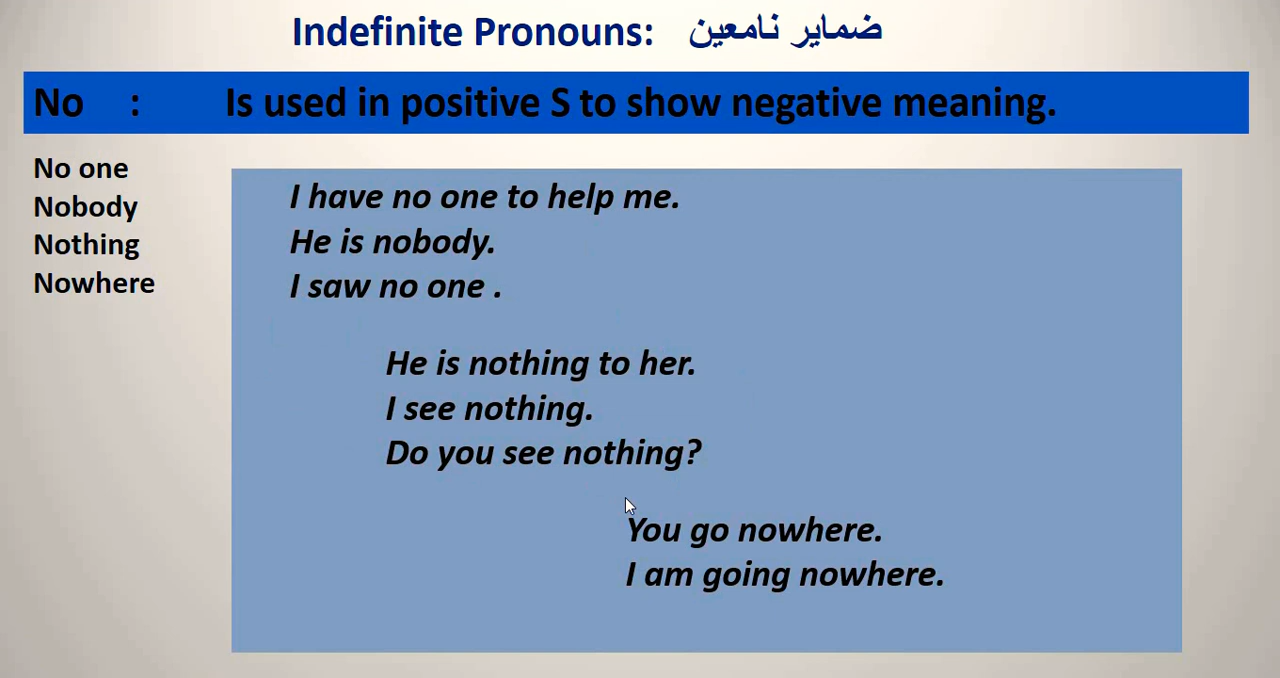 Indefinite Pronouns: ضمایر نامعین
No : Is used in positive S to show negative meaning.
No one
Nobody
Nothing
Nowhere
I have no one to help me.
He is nobody.
I saw no one .
He is nothing to her.
I see nothing.
Do you see nothing?
You go nowhere.
I am going nowhere.